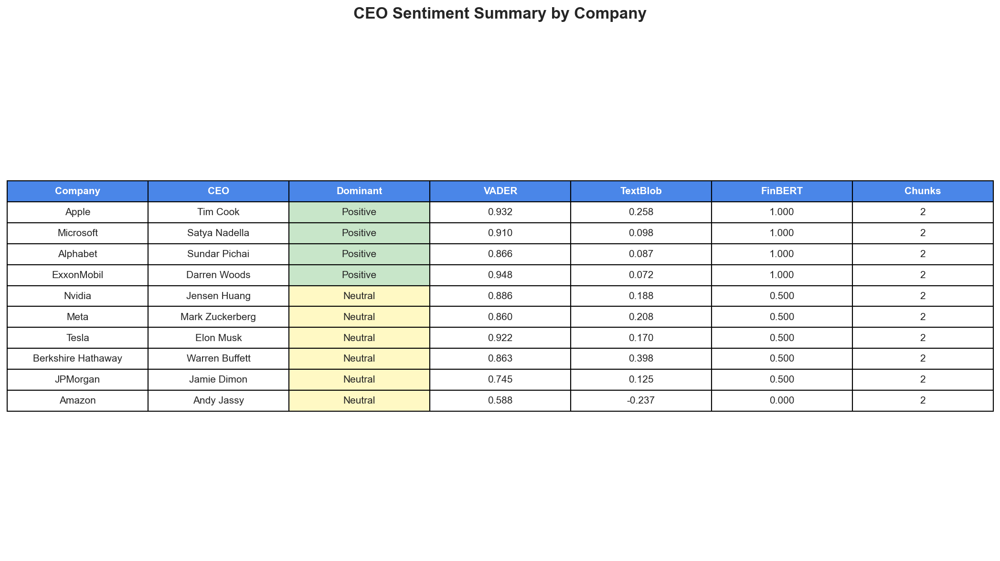 CEO Sentiment Summary by Company
Company CEO Dominant VADER TextBlob FinBERT Chunks
Apple Tim Cook Positive 0.932 0.258 1.000 2
Microsoft Satya Nadella Positive 0.910 0.098 1.000 2
Alphabet Sundar Pichai Positive 0.866 0.087 1.000 2
ExxonMobil Darren Woods Positive 0.948 0.072 1.000 2
Nvidia Jensen Huang Neutral 0.886 0.188 0.500 2
Meta Mark Zuckerberg Neutral 0.860 0.208 0.500 2
Tesla Elon Musk Neutral 0.922 0.170 0.500 2
Berkshire Hathaway Warren Buffett Neutral 0.863 0.398 0.500 2
JPMorgan Jamie Dimon Neutral 0.745 0.125 0.500 2
Amazon Andy Jassy Neutral 0.588 -0.237 0.000 2